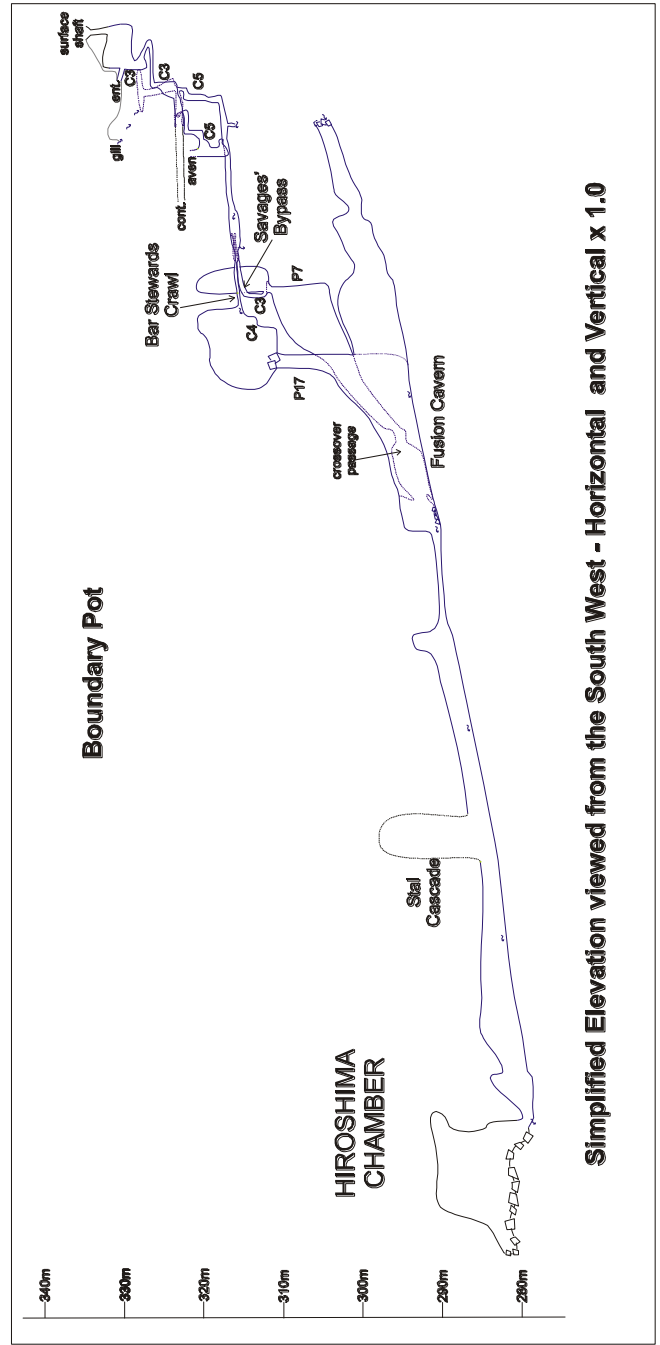 Boundary Pot
surface
shaft
ent.
gill
C3
C3
C5
C5
aven
cont.
Bar Stewards
Crawl
Savages'
Bypass
C3
C4
P7
P17
crossover
passage
Fusion Cavern
Stal
Cascade
HIROSHIMA
CHAMBER
340m
330m
320m
310m
300m
290m
280m
Simplified Elevation viewed from the South West - Horizontal and Vertical x 1.0